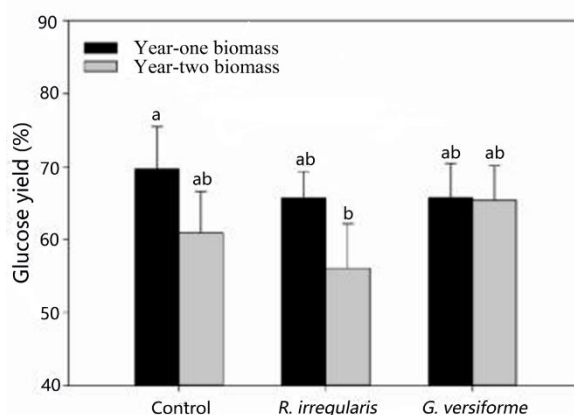 90
80
70
60
50
40
Glucose yield (%)
Year-one biomass
Year-two biomass
a
ab
ab
b
ab
ab
Control
R. irregularis
G. versiforme